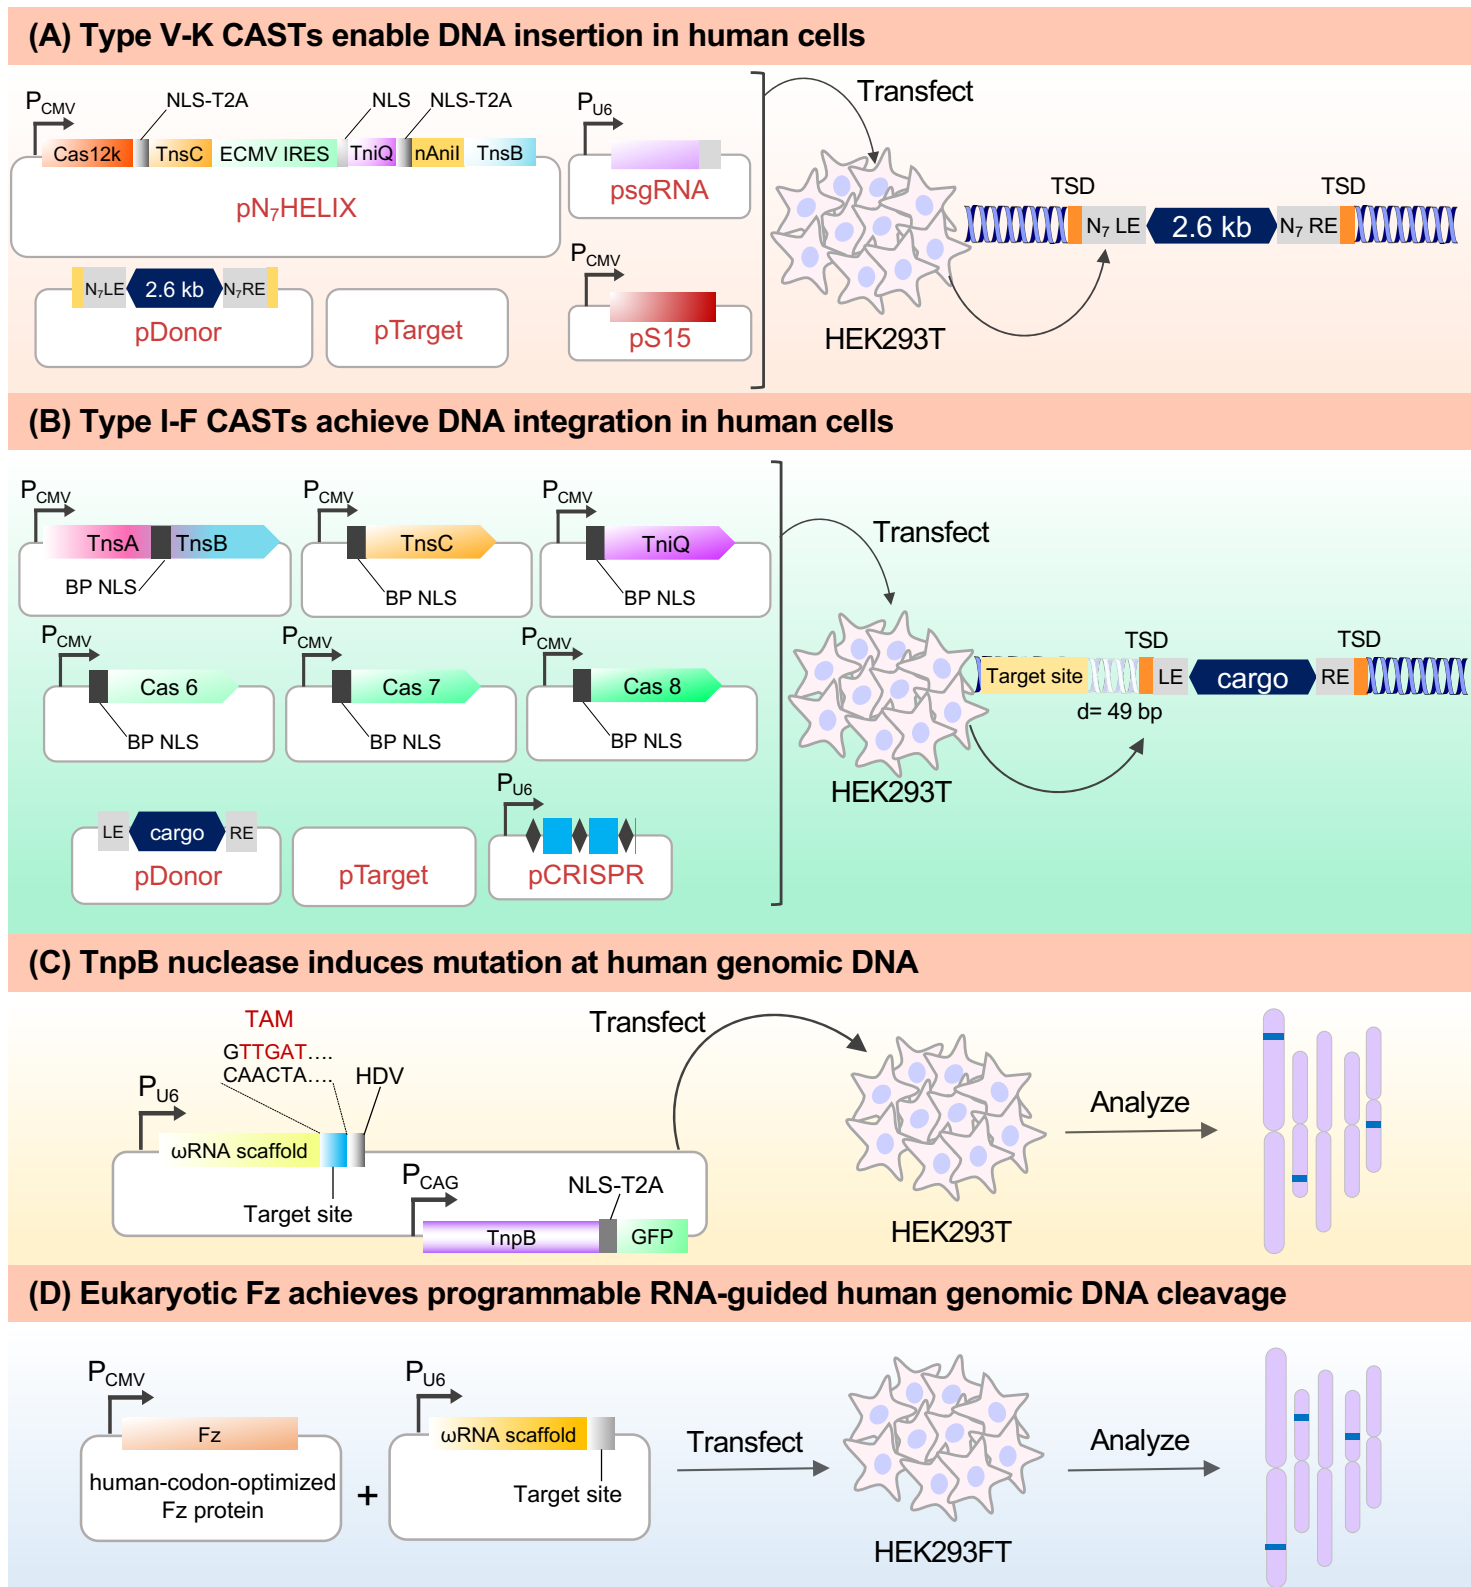 (A) Type V-K CASTs enable DNA insertion in human cells
PCMV
NLS-T2A
NLS
NLS-T2A
Cas12k
TnsC
ECMV IRES
TniQ
nAniI
TnsB
pN₇HELIX
PU6
psgRNA
N₇LE
2.6 kb
N₇RE
pDonor
pTarget
PCMV
pS15
Transfect
HEK293T
TSD
TSD
N₇ LE
2.6 kb
N₇ RE
(B) Type I-F CASTs achieve DNA integration in human cells
PCMV
TnsA
TnsB
BP NLS
PCMV
TnsC
BP NLS
PCMV
TniQ
BP NLS
PCMV
Cas 6
BP NLS
PCMV
Cas 7
BP NLS
PCMV
Cas 8
BP NLS
LE
cargo
RE
pDonor
pTarget
PU6
pCRISPR
Transfect
HEK293T
TSD
TSD
Target site
LE
cargo
RE
d= 49 bp
(C) TnpB nuclease induces mutation at human genomic DNA
TAM
GTTGAT....
CAACTA....
HDV
PU6
ωRNA scaffold
Target site
PCAG
NLS-T2A
TnpB
GFP
Transfect
HEK293T
Analyze
(D) Eukaryotic Fz achieves programmable RNA-guided human genomic DNA cleavage
PCMV
Fz
human-codon-optimized
Fz protein
+
PU6
ωRNA scaffold
Target site
Transfect
HEK293FT
Analyze